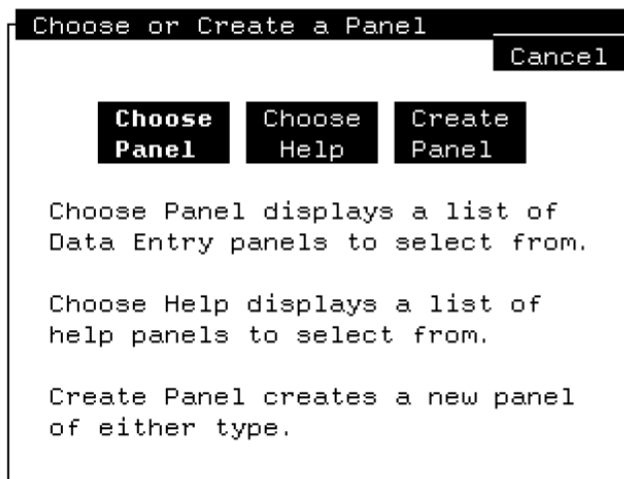 Choose or Create a Panel
Cancel
Choose Choose Create
Panel Help Panel
Choose Panel displays a list of
Data Entry panels to select from.
Choose Help displays a list of
help panels to select from.
Create Panel creates a new panel
of either type.